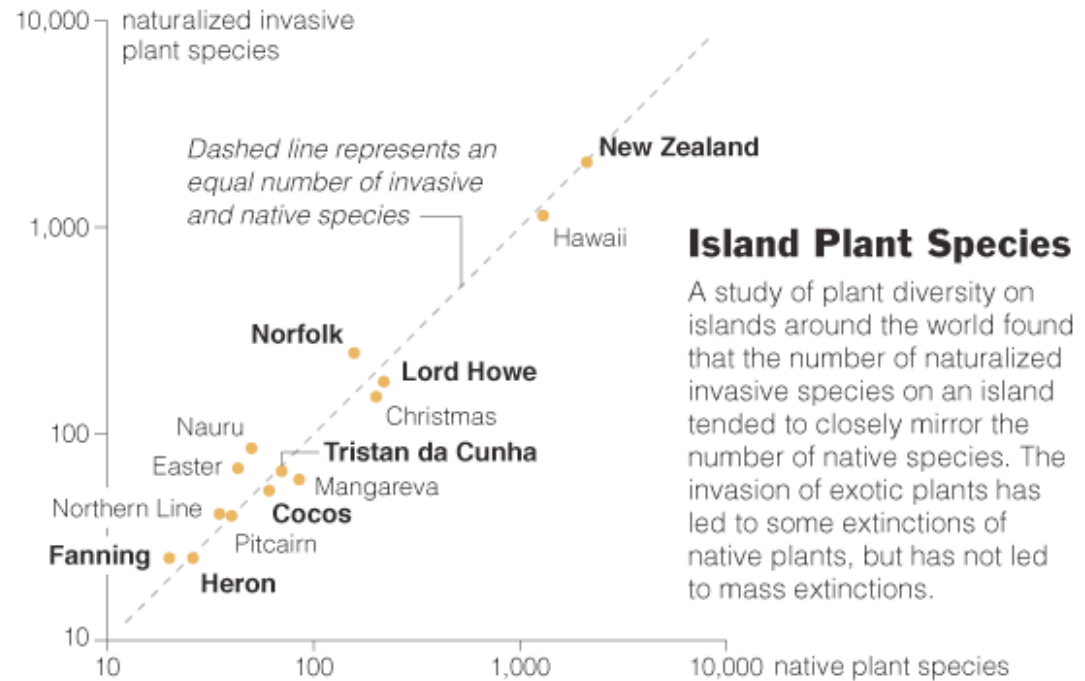 10,000
naturalized invasive
plant species
Dashed line represents an
equal number of invasive
and native species
New Zealand
1,000
Hawaii
Island Plant Species
A study of plant diversity on
islands around the world found
that the number of naturalized
invasive species on an island
tended to closely mirror the
number of native species. The
invasion of exotic plants has
led to some extinctions of
native plants, but has not led
to mass extinctions.
Norfolk
Lord Howe
Christmas
100
Nauru
Tristan da Cunha
Easter
Mangareva
Northern Line
Cocos
Pitcairn
Fanning
Heron
10
10
100
1,000
10,000 native plant species